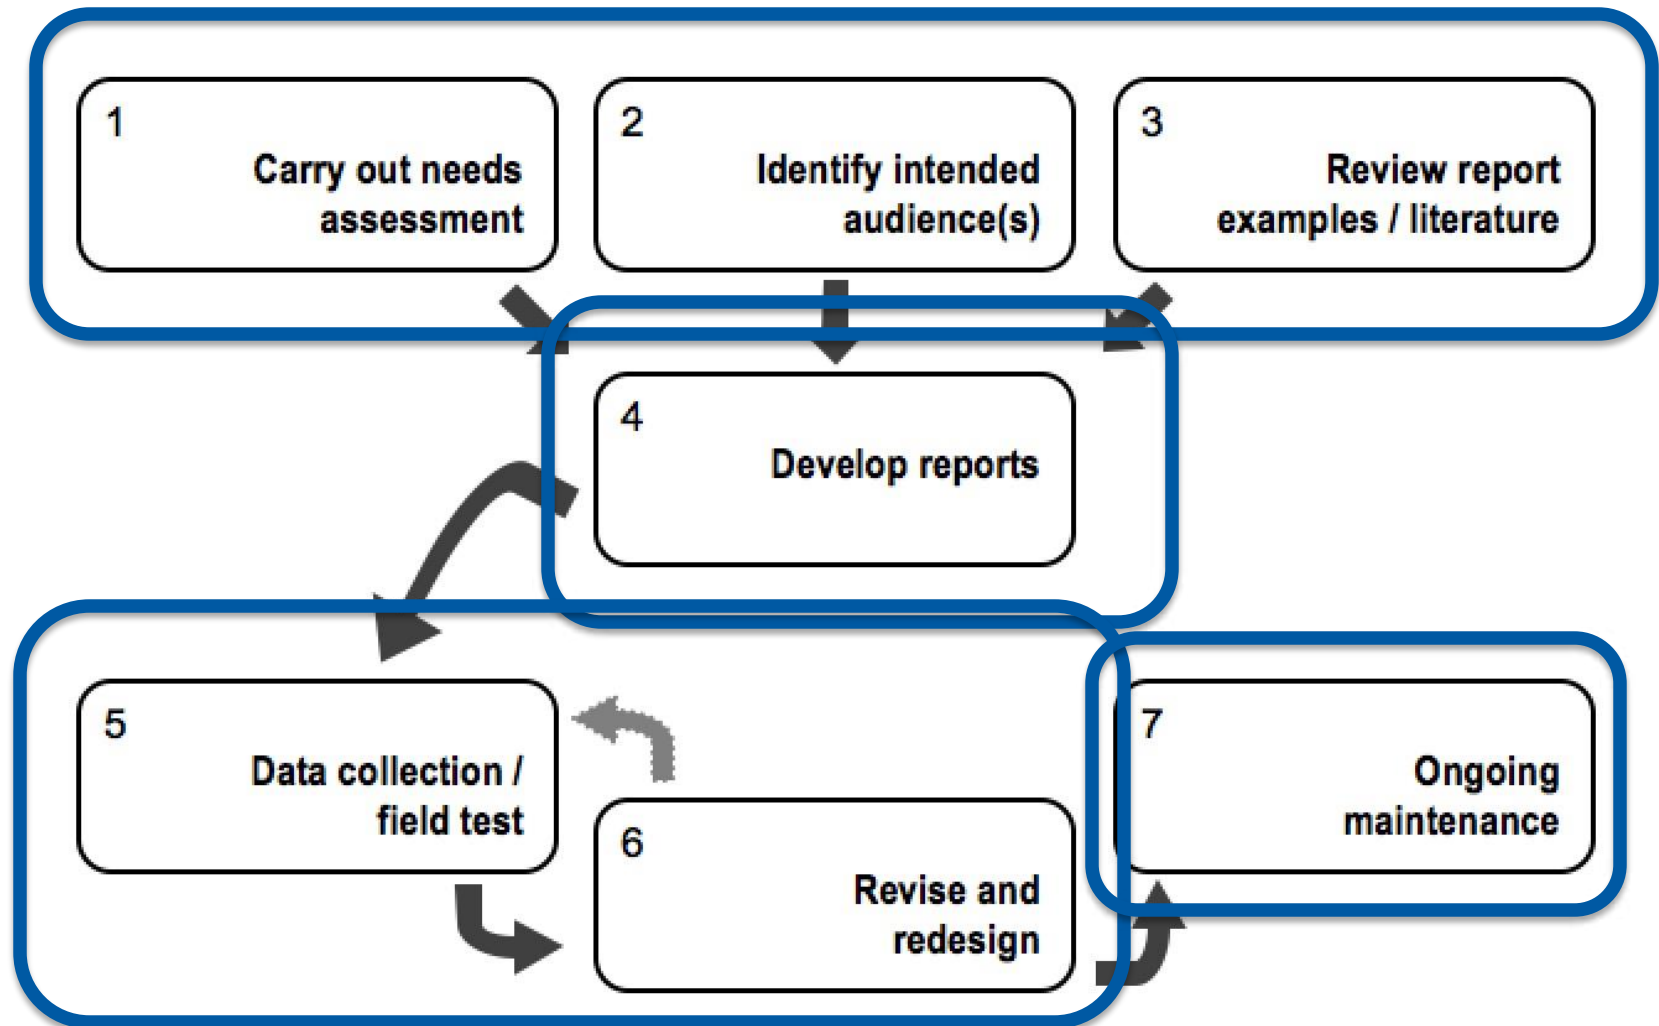 1
Carry out needs
assessment
2
Identify intended
audience(s)
3
Review report
examples / literature
4
Develop reports
5
Data collection /
field test
6
Revise and
redesign
7
Ongoing
maintenance